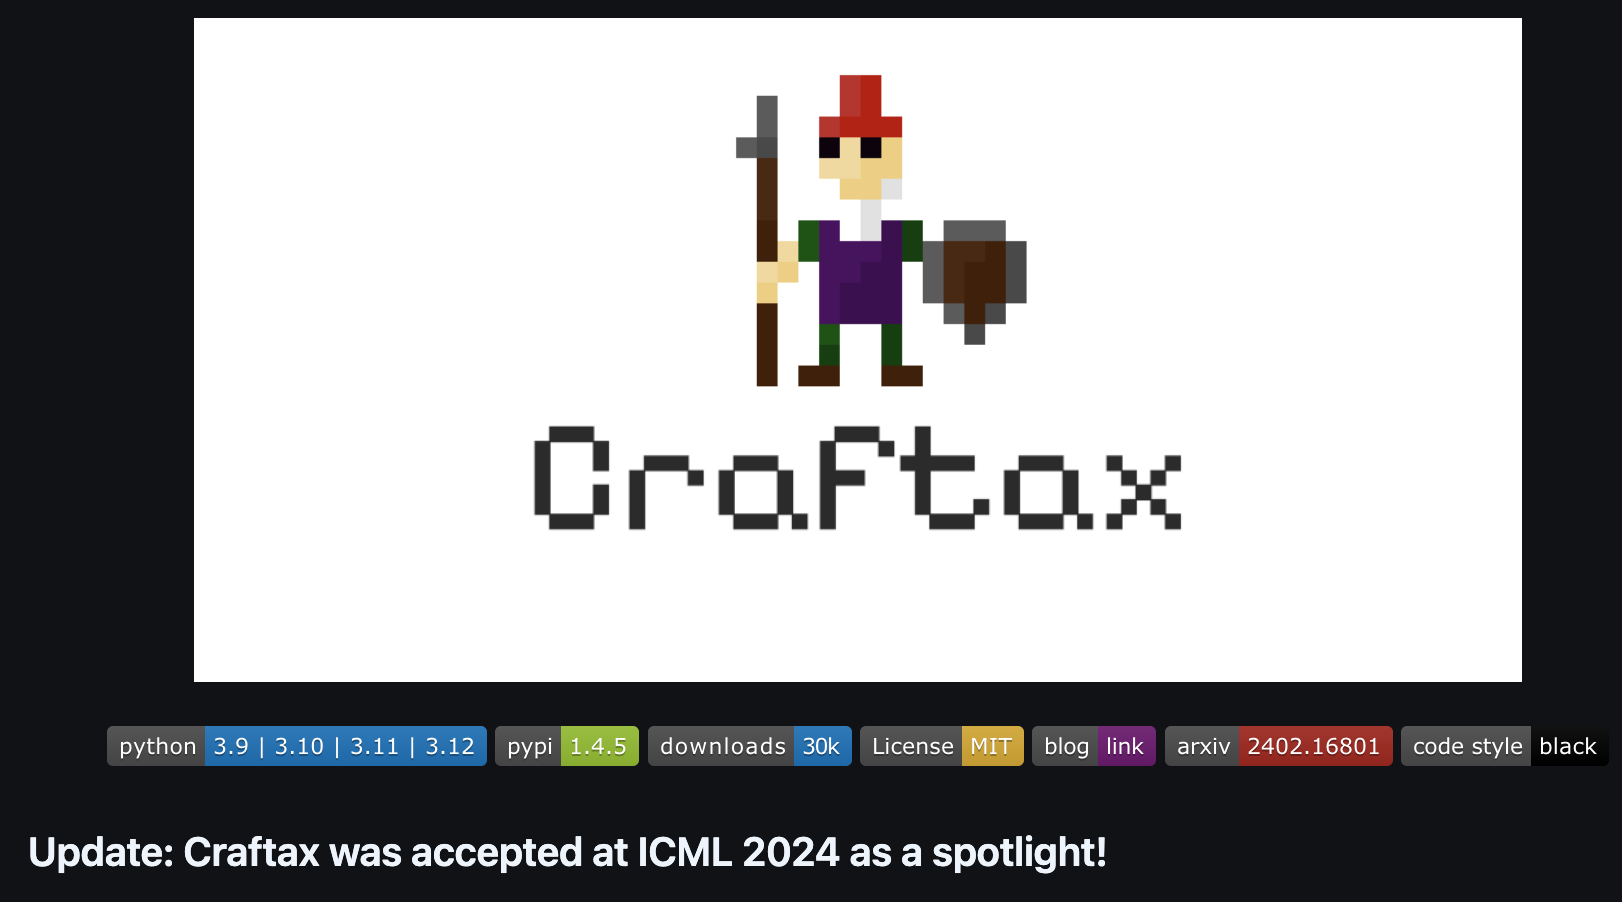 Craftax
python 3.9 | 3.10 | 3.11 | 3.12 pypi 1.4.5 downloads 30k License MIT blog link arxiv 2402.16801 code style black
Update: Craftax was accepted at ICML 2024 as a spotlight!